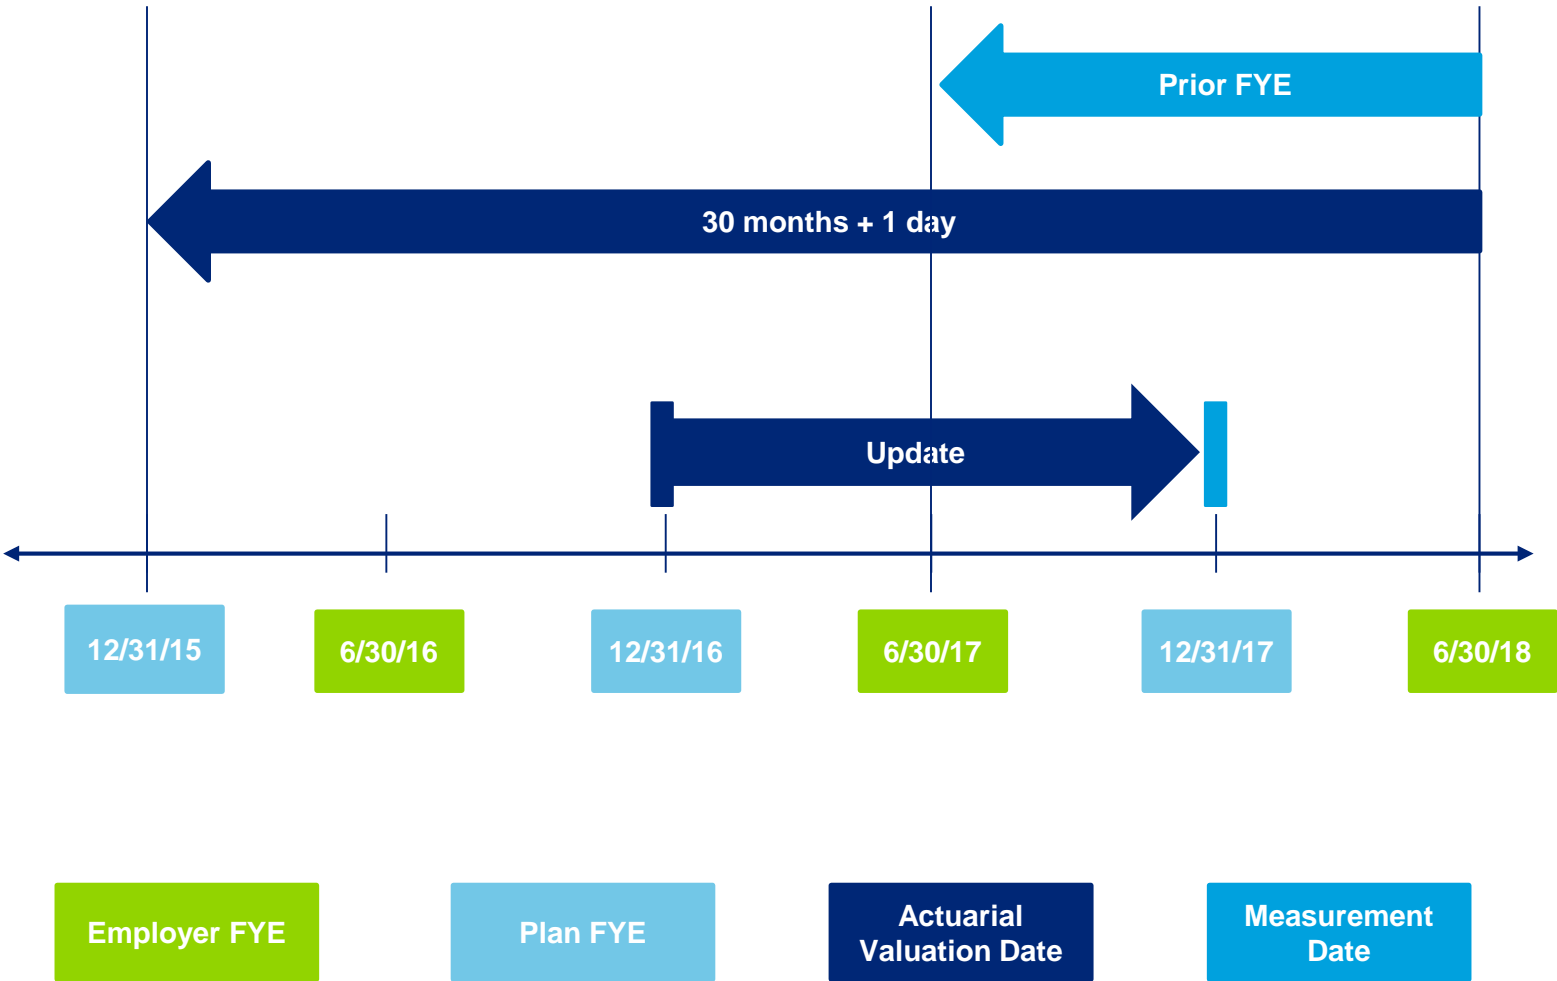 Prior FYE
30 months + 1 day
Update
12/31/15
6/30/16
12/31/16
6/30/17
12/31/17
6/30/18
Employer FYE
Plan FYE
Actuarial
Valuation Date
Measurement
Date